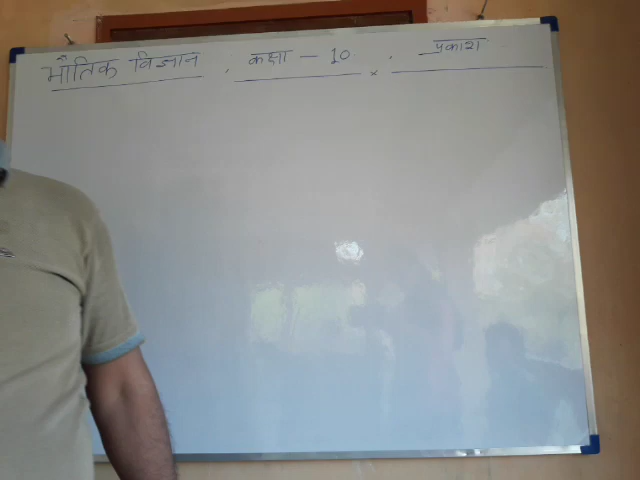 भौतिक विज्ञान , कक्षा - 10 , प्रकाश